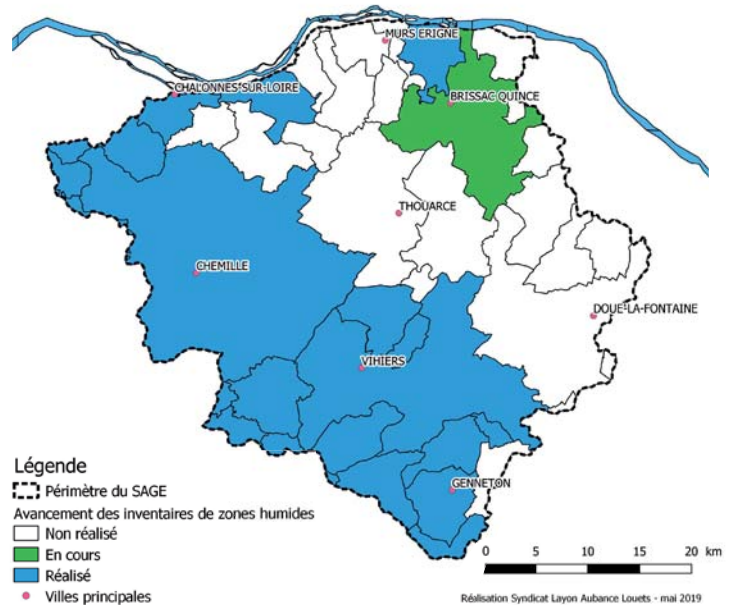 MURS ERIGNE
CHALONNES-SUR-LOIRE
BRISSAC QUINCE
THOUARCE
CHEMILLE
DOUE-LA-FONTAINE
VIHIERS
GENNETON
Légende
Périmètre du SAGE
Avancement des inventaires de zones humides
Non réalisé
En cours
Réalisé
Villes principales
0 5 10 15 20 km
Réalisation Syndicat Layon Aubance Louets - mai 2019